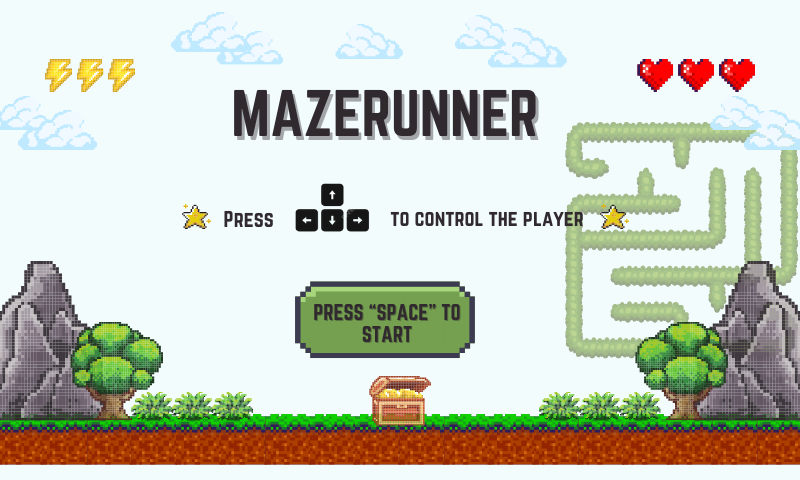 MAZERUNNER
Press ↑ ← ↓ → to control the player
PRESS “SPACE” TO
START